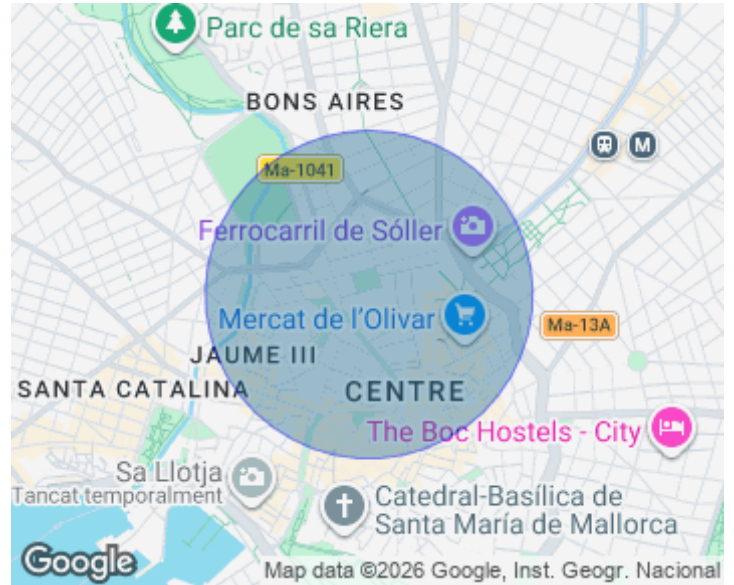 Parc de sa Riera
BONS AIRES
Ma-1041
M
Ferrocarril de Sóller
Mercat de l'Olivar
Ma-13A
JAUME III
SANTA CATALINA
CENTRE
The Boc Hostels - City
Sa Llotja
Tancat temporalment
Catedral-Basílica de
Santa María de Mallorca
Google
Map data ©2026 Google, Inst. Geogr. Nacional